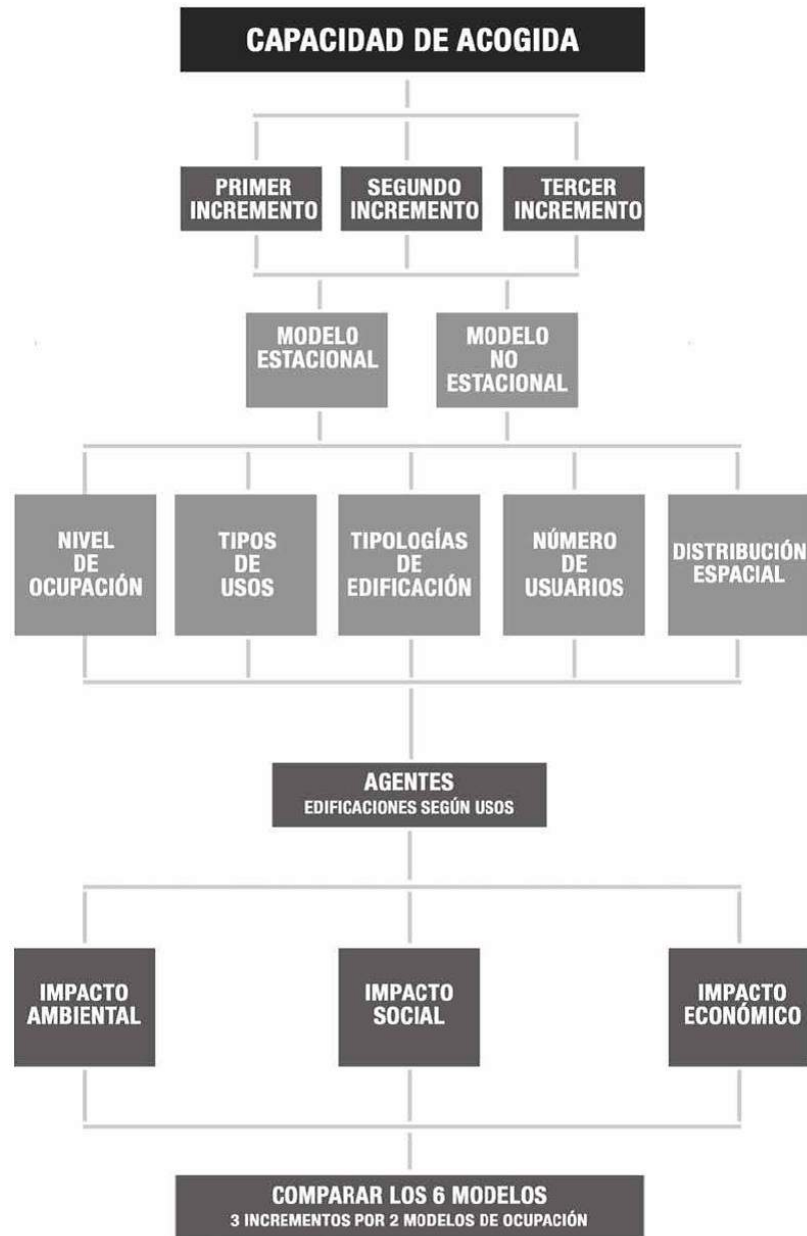 CAPACIDAD DE ACOGIDA
PRIMER
INCREMENTO
SEGUNDO
INCREMENTO
TERCER
INCREMENTO
MODELO
ESTACIONAL
MODELO
NO
ESTACIONAL
NIVEL
DE
OCUPACIÓN
TIPOS
DE
USOS
TIPOLOGÍAS
DE
EDIFICACIÓN
NÚMERO
DE
USUARIOS
DISTRIBUCIÓN
ESPACIAL
AGENTES
EDIFICACIONES SEGÚN USOS
IMPACTO
AMBIENTAL
IMPACTO
SOCIAL
IMPACTO
ECONÓMICO
COMPARAR LOS 6 MODELOS
3 INCREMENTOS POR 2 MODELOS DE OCUPACIÓN